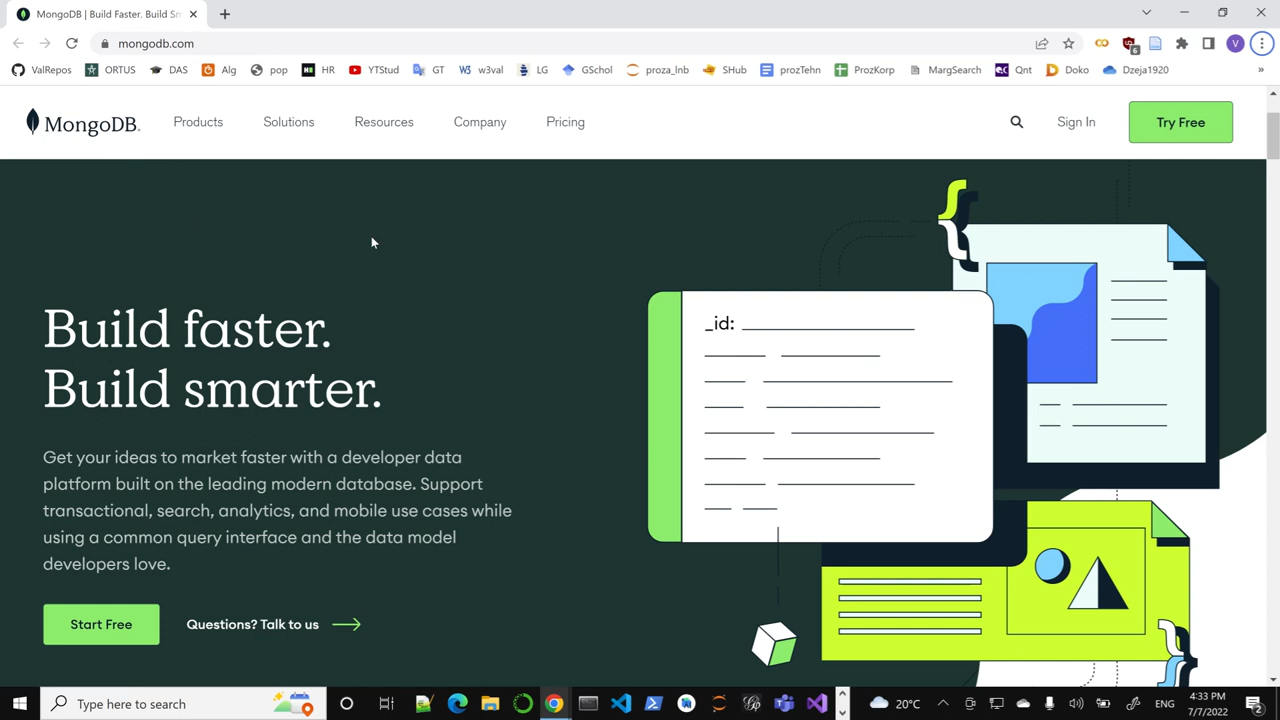 MongoDB | Build Faster. Build Sm
mongodb.com
6
V
ValRepos ORTUS DAS Alg pop HR YTStud GT w3val LG GSchol proza_lnb SHub prozTehn ProzKorp MargSearch Qnt Doko Dzeja1920 »
MongoDB.
Products Solutions Resources Company Pricing Sign In Try Free
Build faster.
Build smarter.
Get your ideas to market faster with a developer data
platform built on the leading modern database. Support
transactional, search, analytics, and mobile use cases while
using a common query interface and the data model
developers love.
Start Free Questions? Talk to us
_id:
Type here to search
20°C
ENG
4:33 PM
7/7/2022
2